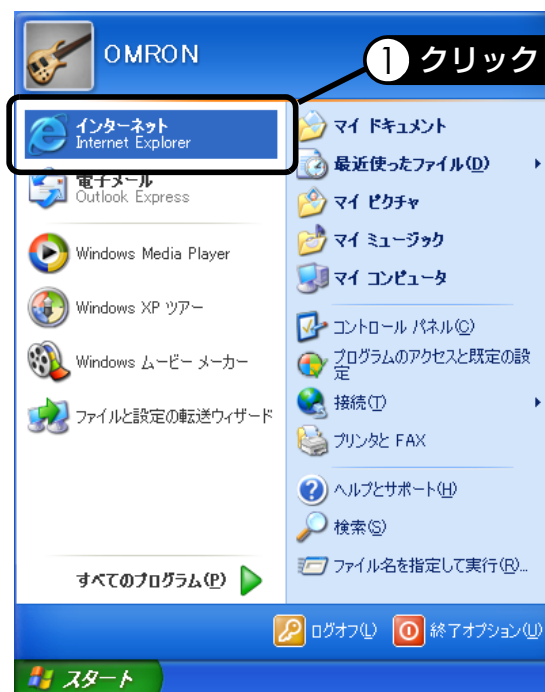 OMRON
① クリック
インターネット
Internet Explorer
電子メール
Outlook Express
Windows Media Player
Windows XP ツアー
Windows ムービー メーカー
ファイルと設定の転送ウィザード
すべてのプログラム(P)
マイ ドキュメント
最近使ったファイル(D)
マイ ピクチャ
マイ ミュージック
マイ コンピュータ
コントロール パネル(C)
プログラムのアクセスと既定の設
定
接続(T)
プリンタと FAX
ヘルプとサポート(H)
検索(S)
ファイル名を指定して実行(R)...
ログオフ(L)
終了オプション(U)
スタート